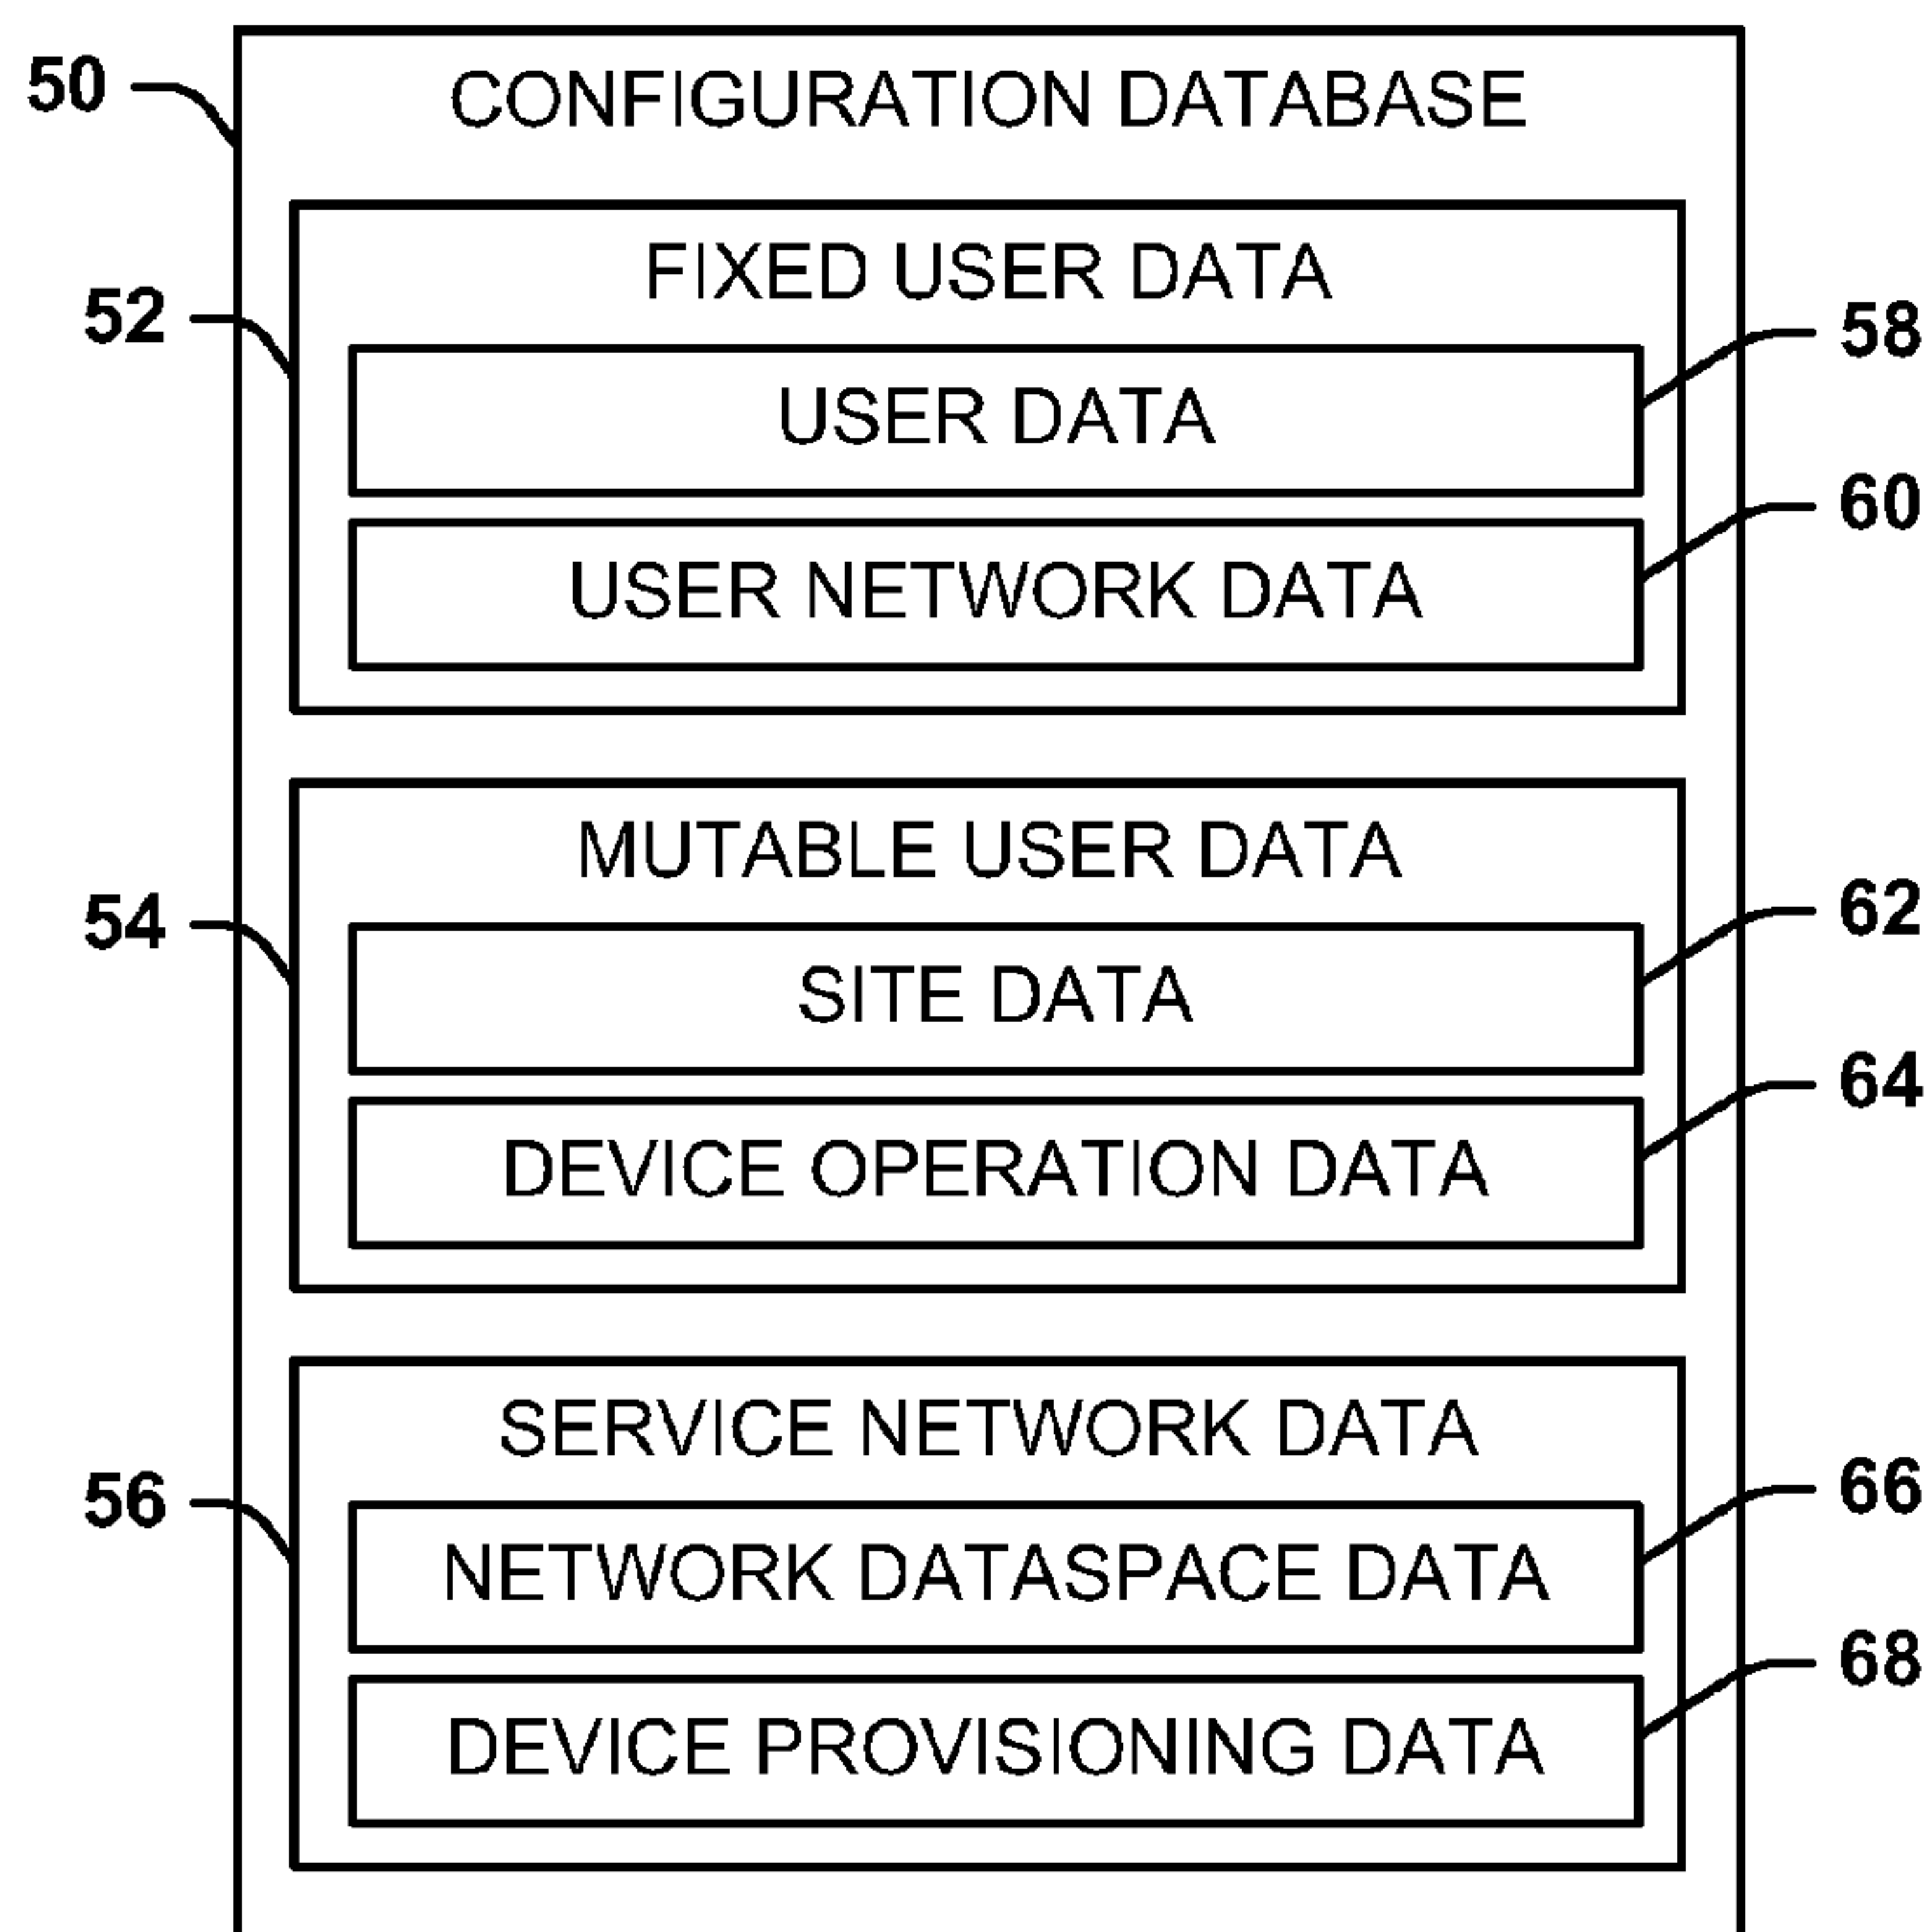 50
CONFIGURATION DATABASE
52
FIXED USER DATA
58
USER DATA
60
USER NETWORK DATA
54
MUTABLE USER DATA
62
SITE DATA
64
DEVICE OPERATION DATA
56
SERVICE NETWORK DATA
66
NETWORK DATASPACE DATA
68
DEVICE PROVISIONING DATA